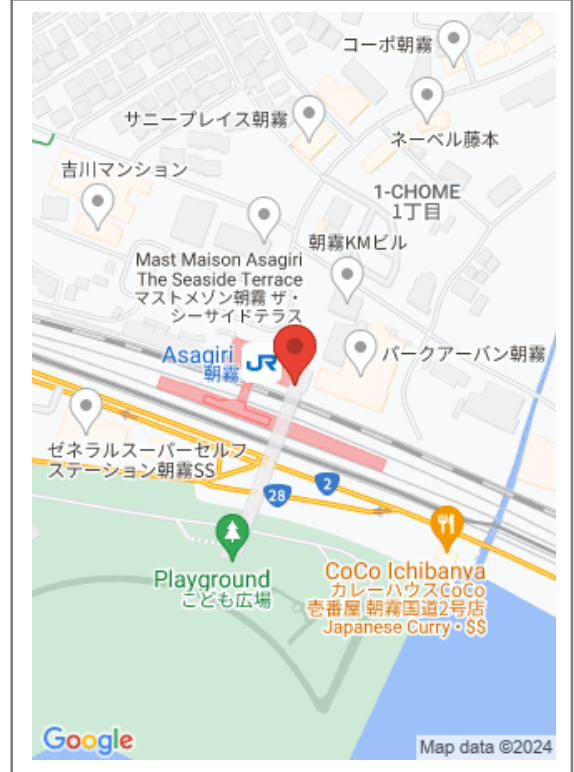 コーポ朝霧
サニープレイス朝霧
ネーベル藤本
吉川マンション
1-CHOME
1丁目
朝霧KMビル
Mast Maison Asagiri
The Seaside Terrace
マストメゾン朝霧 ザ・
シーサイドテラス
Asagiri
朝霧
JR
パークアーバン朝霧
ゼネラルスーパーセルフ
ステーション朝霧SS
28
2
Playground
こども広場
CoCo Ichibanya
カレーハウスCoCo
壱番屋 朝霧国道2号店
Japanese Curry・$$
Google
Map data ©2024